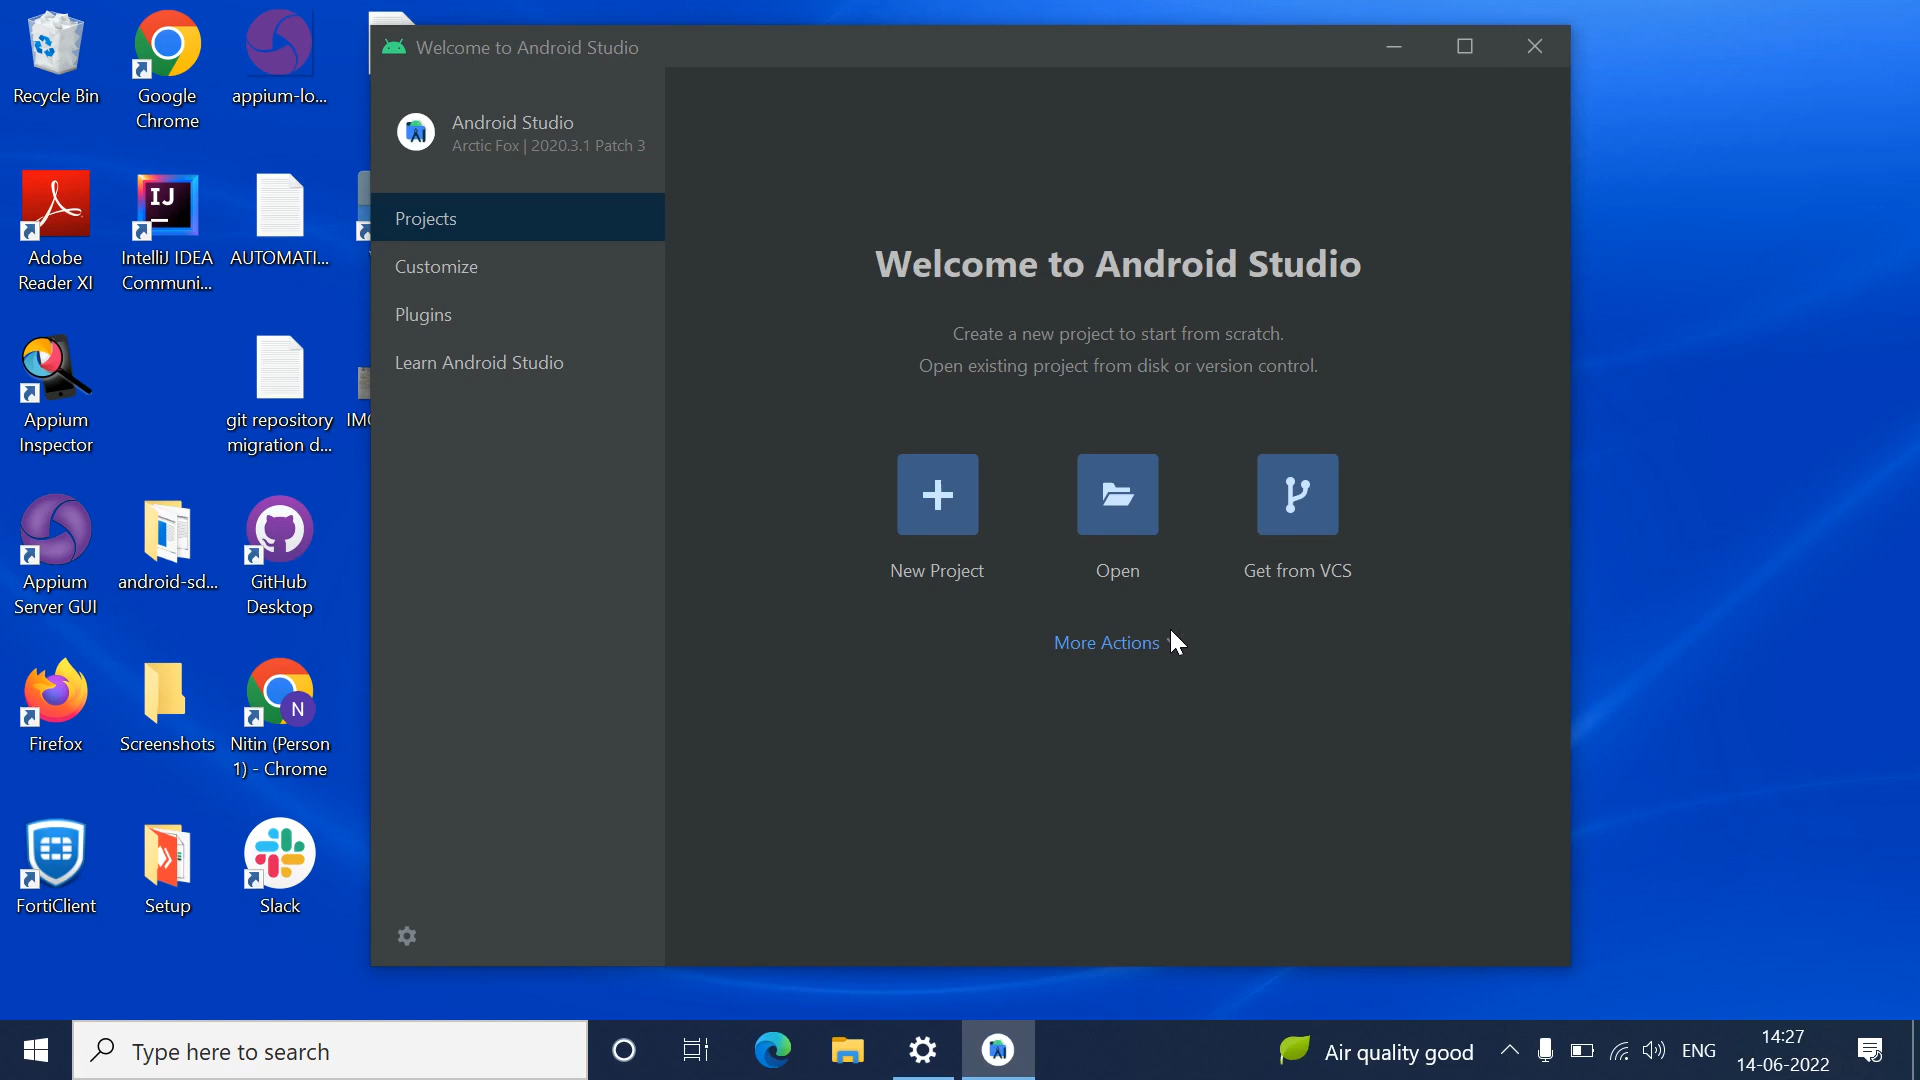 Recycle Bin
Google
Chrome
appium-lo...
Adobe
Reader XI
IJ
IntelliJ IDEA
Communi...
AUTOMATI...
Appium
Inspector
git repository
migration d...
Appium
Server GUI
android-sd...
GitHub
Desktop
Firefox
Screenshots
N
Nitin (Person
1) - Chrome
FortiClient
Setup
Slack
Welcome to Android Studio
Android Studio
Arctic Fox | 2020.3.1 Patch 3
Projects
Customize
Plugins
Learn Android Studio
Welcome to Android Studio
Create a new project to start from scratch.
Open existing project from disk or version control.
New Project
Open
Get from VCS
More Actions
Type here to search
Air quality good
ENG
14:27
14-06-2022